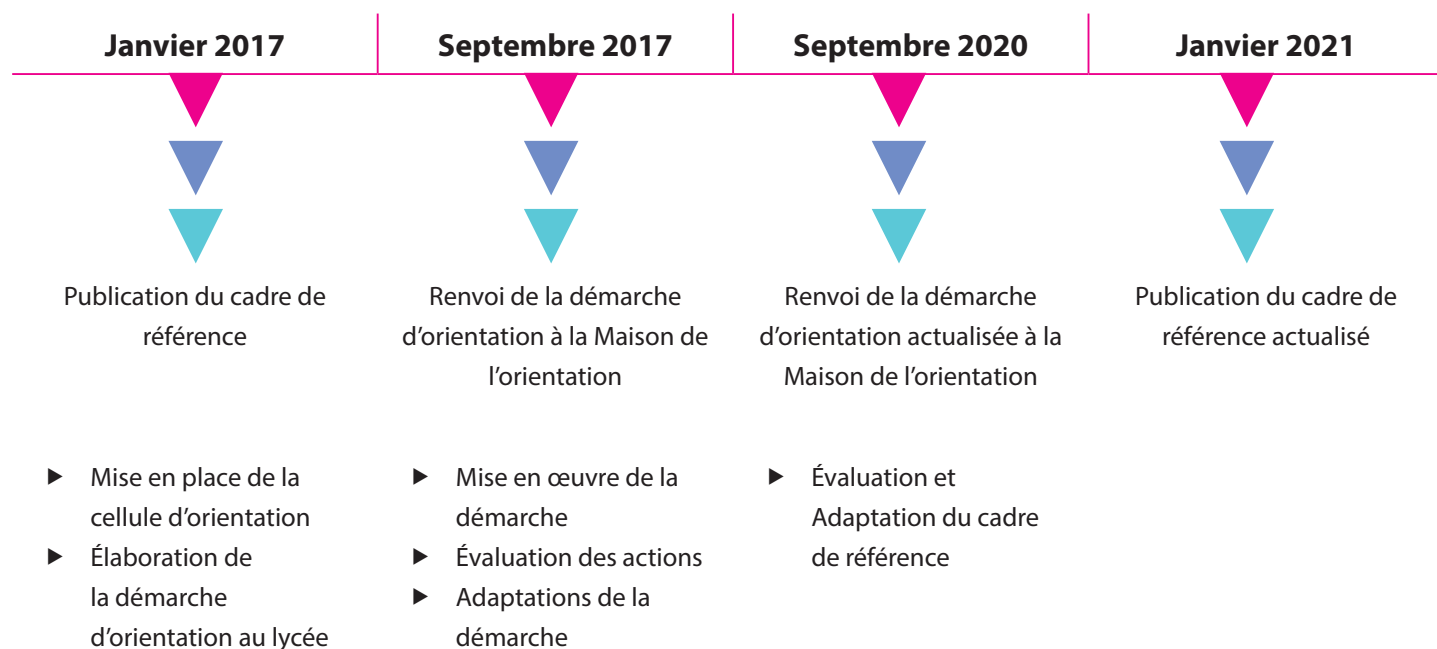 Janvier 2017
Septembre 2017
Septembre 2020
Janvier 2021
Publication du cadre de
référence
Renvoi de la démarche
d'orientation à la Maison de
l'orientation
Renvoi de la démarche
d'orientation actualisée à la
Maison de l'orientation
Publication du cadre de
référence actualisé
Mise en place de la
cellule d'orientation
Élaboration de
la démarche
d'orientation au lycée
Mise en œuvre de la
démarche
Évaluation des actions
Adaptations de la
démarche
Évaluation et
Adaptation du cadre
de référence